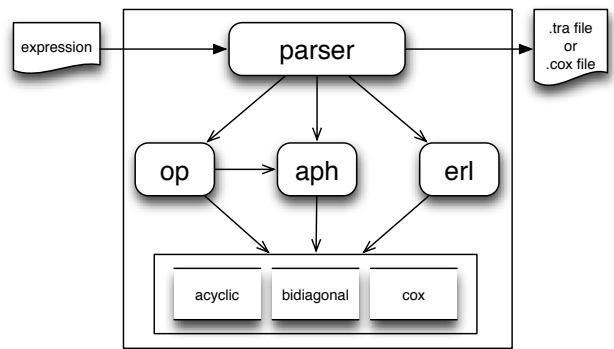 expression
parser
.tra file
or
.cox file
op
aph
erl
acyclic
bidiagonal
cox